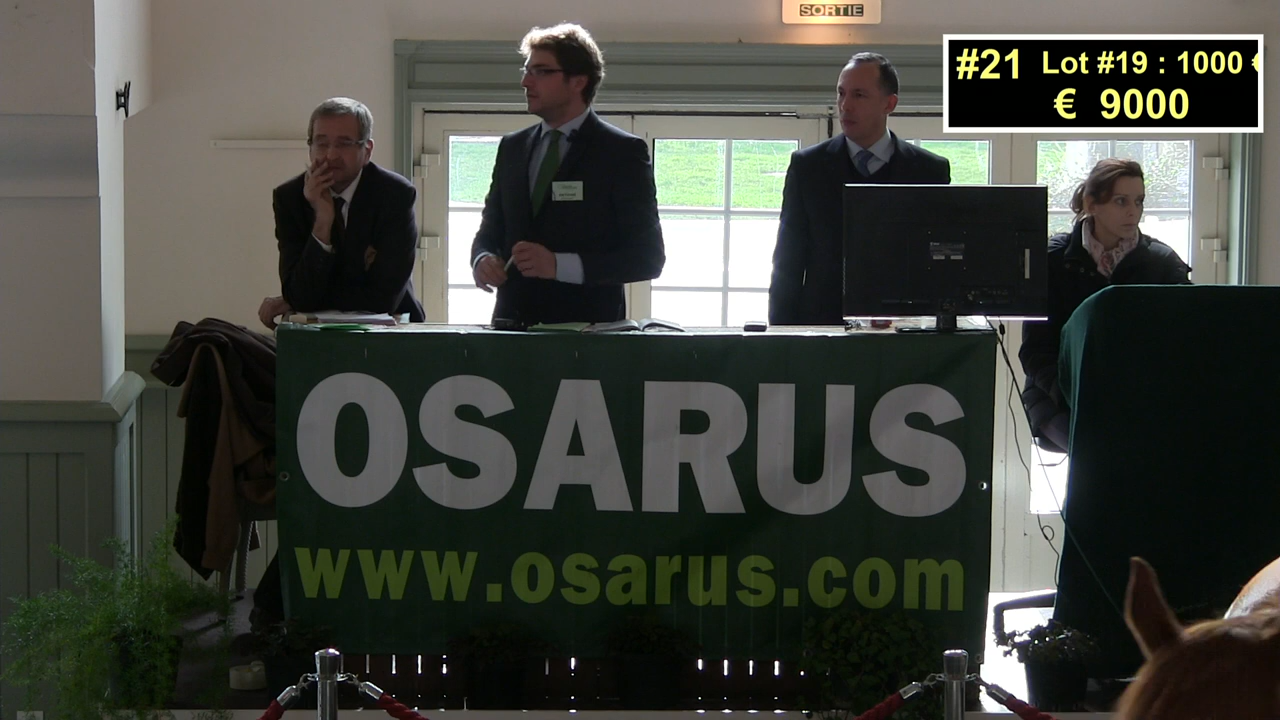 SORTIE
#21 Lot #19 : 1000 €
€ 9000
OSARUS
www.osarus.com